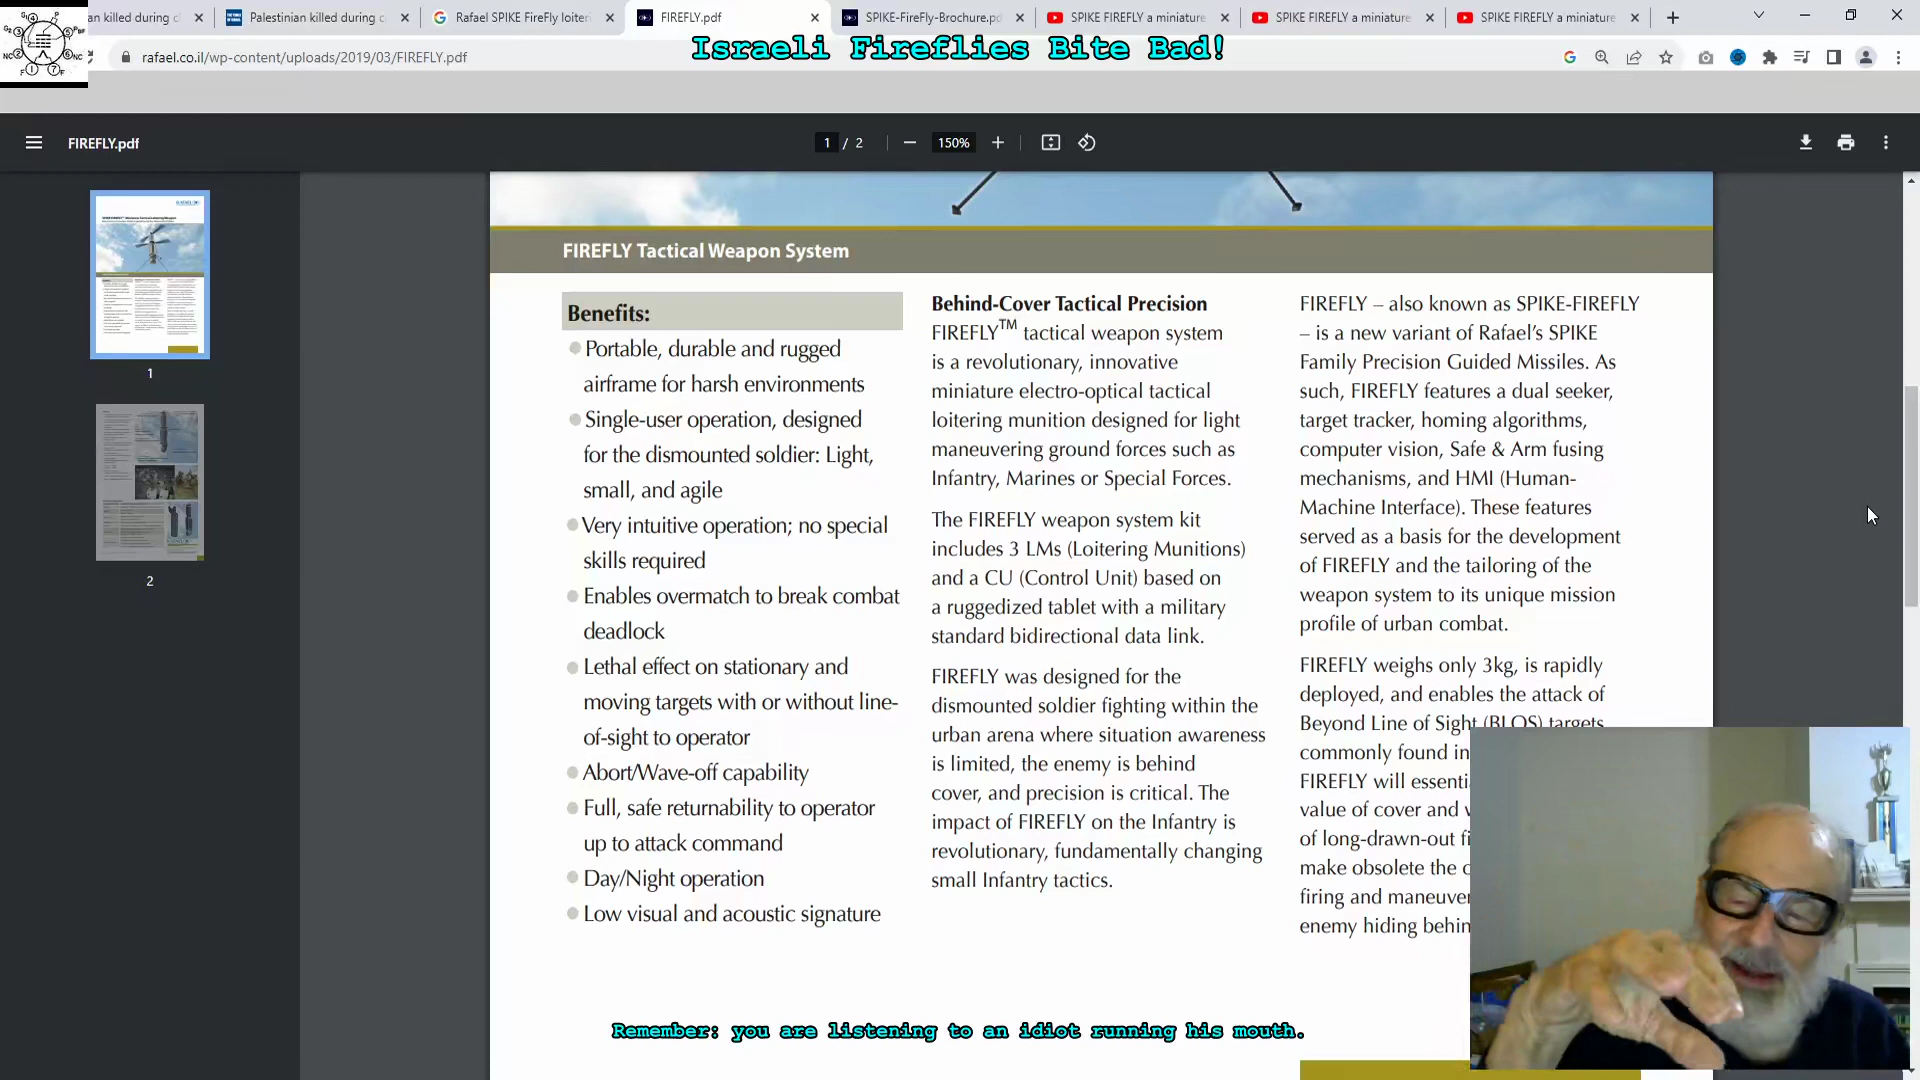 an killed during c
Palestinian killed during c
Rafael SPIKE FireFly loiter
FIREFLY.pdf
SPIKE-FireFly-Brochure.pd
SPIKE FIREFLY a miniature
SPIKE FIREFLY a miniature
SPIKE FIREFLY a miniature
rafael.co.il/wp-content/uploads/2019/03/FIREFLY.pdf
Israeli Fireflies Bite Bad!
FIREFLY.pdf
1 / 2
150%
1
2
FIREFLY Tactical Weapon System
Benefits:
Portable, durable and rugged
airframe for harsh environments
Single-user operation, designed
for the dismounted soldier: Light,
small, and agile
Very intuitive operation; no special
skills required
Enables overmatch to break combat
deadlock
Lethal effect on stationary and
moving targets with or without line-
of-sight to operator
Abort/Wave-off capability
Full, safe returnability to operator
up to attack command
Day/Night operation
Low visual and acoustic signature
Behind-Cover Tactical Precision
FIREFLY™ tactical weapon system
is a revolutionary, innovative
miniature electro-optical tactical
loitering munition designed for light
maneuvering ground forces such as
Infantry, Marines or Special Forces.
The FIREFLY weapon system kit
includes 3 LMs (Loitering Munitions)
and a CU (Control Unit) based on
a ruggedized tablet with a military
standard bidirectional data link.
FIREFLY was designed for the
dismounted soldier fighting within the
urban arena where situation awareness
is limited, the enemy is behind
cover, and precision is critical. The
impact of FIREFLY on the Infantry is
revolutionary, fundamentally changing
small Infantry tactics.
FIREFLY – also known as SPIKE-FIREFLY
– is a new variant of Rafael's SPIKE
Family Precision Guided Missiles. As
such, FIREFLY features a dual seeker,
target tracker, homing algorithms,
computer vision, Safe & Arm fusing
mechanisms, and HMI (Human-
Machine Interface). These features
served as a basis for the development
of FIREFLY and the tailoring of the
weapon system to its unique mission
profile of urban combat.
FIREFLY weighs only 3kg, is rapidly
deployed, and enables the attack of
Beyond Line of Sight (BLOS) targets
commonly found in
FIREFLY will essenti
value of cover and
of long-drawn-out fi
make obsolete the
firing and maneuver
enemy hiding behin
Remember: you are listening to an idiot running his mouth.